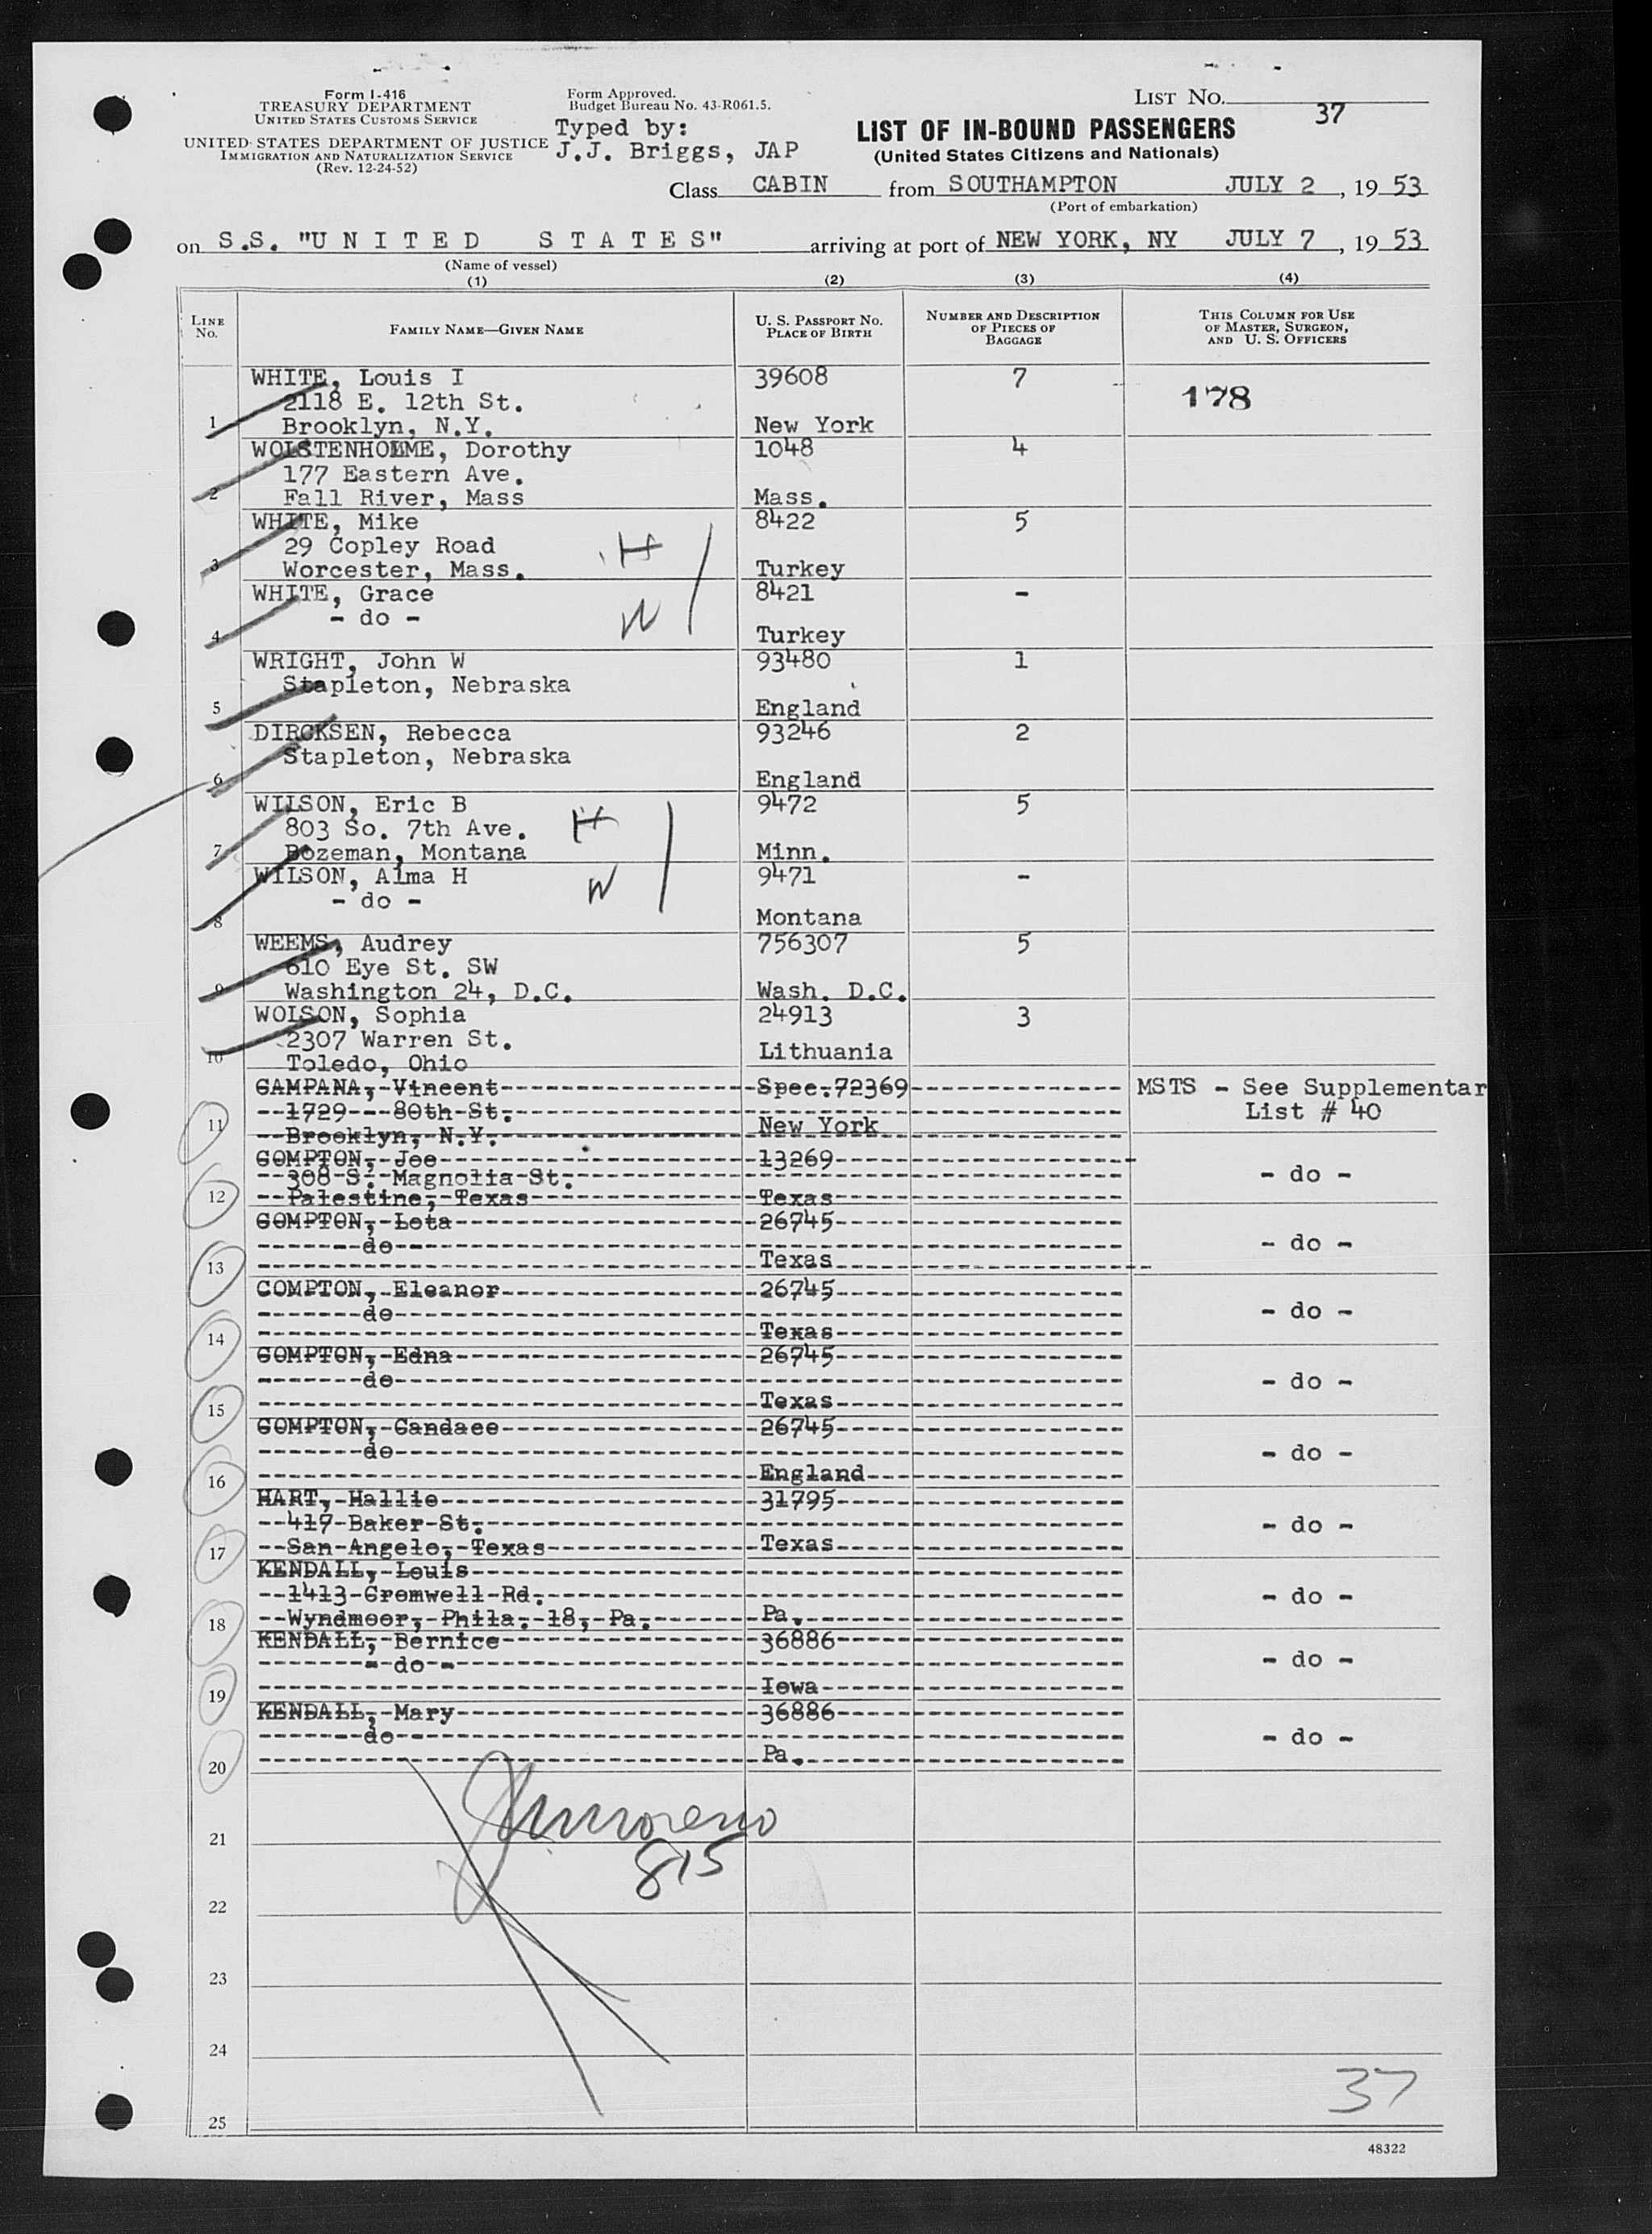 Form I-416
TREASURY DEPARTMENT
UNITED STATES CUSTOMS SERVICE
UNITED STATES DEPARTMENT OF JUSTICE
IMMIGRATION AND NATURALIZATION SERVICE
(Rev. 12-24-52)
Form Approved.
Budget Bureau No. 43-R061.5.
Typed by:
J.J. Briggs, JAP
LIST No. 37
LIST OF IN-BOUND PASSENGERS
(United States Citizens and Nationals)
Class CABIN from SOUTHAMPTON JULY 2, 19 53
(Port of embarkation)
on S.S. "U N I T E D S T A T E S" arriving at port of NEW YORK, NY JULY 7, 19 53
(Name of vessel)
(1) (2) (3) (4)
LINE No.
FAMILY NAME—GIVEN NAME
U. S. PASSPORT No.
PLACE OF BIRTH
NUMBER AND DESCRIPTION
OF PIECES OF
BAGGAGE
THIS COLUMN FOR USE
OF MASTER, SURGEON,
AND U. S. OFFICERS
WHITE, Louis I 39608 7
2118 E. 12th St. 178
1 Brooklyn, N.Y. New York
WOLSTENHOLME, Dorothy 1048 4
177 Eastern Ave.
2 Fall River, Mass Mass.
WHITE, Mike 8422 5
29 Copley Road H
3 Worcester, Mass. Turkey
WHITE, Grace 8421 -
- do - W
4 Turkey
WRIGHT, John W 93480 1
Stapleton, Nebraska
5 England
DIRCKSEN, Rebecca 93246 2
Stapleton, Nebraska
6 England
WILSON, Eric B 9472 5
803 So. 7th Ave. H
7 Bozeman, Montana Minn.
WILSON, Alma H 9471 -
- do - W
8 Montana
WEEMS, Audrey 756307 5
610 Eye St. SW
9 Washington 24, D.C. Wash. D.C.
WOLSON, Sophia 24913 3
2307 Warren St.
10 Toledo, Ohio Lithuania
CAMPANA, Vincent Spec.72369 MSTS - See Supplementar
1729 - 80th St. List # 40
11 Brooklyn, N.Y. New York
COMPTON, Joe 13269
308 S. Magnolia St. - do -
12 Palestine, Texas Texas
COMPTON, Leta 26745
do - do -
13 Texas
COMPTON, Eleanor 26745
do - do -
14 Texas
COMPTON, Edna 26745
do - do -
15 Texas
COMPTON, Candace 26745
do - do -
16 England
HART, Hallie 31795
417 Baker St. - do -
17 San Angelo, Texas Texas
KENDALL, Louis
1413 Cromwell Rd. - do -
18 Wyndmoor, Phila. 18, Pa. Pa.
KENDALL, Bernice 36886
- do - - do -
19 Iowa
KENDALL, Mary 36886
do - do -
20 Pa.
21
815
22
23
24
37
25
48322